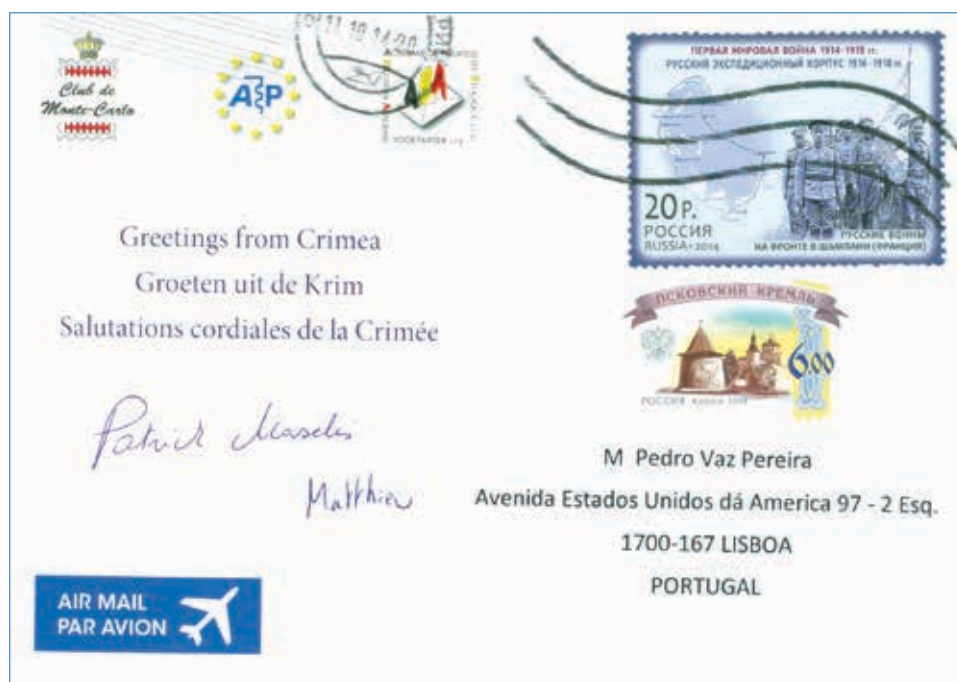 Club de
Monte-Carlo
ПЕРВАЯ МИРОВАЯ ВОЙНА 1914-1918 гг.
РУССКИЙ ЭКСПЕДИЦИОННЫЙ КОРПУС 1916-1918 гг.
20 Р.
РОССИЯ
RUSSIA•2016
РУССКИЕ ВОИНЫ
НА ФРОНТЕ В ШАМПАНИ (ФРАНЦИЯ)
Greetings from Crimea
Groeten uit de Krim
Salutations cordiales de la Crimée
ПСКОВСКИЙ КРЕМЛЬ
6.00
РОССИЯ
Patrick Maselis
Matthieu
M Pedro Vaz Pereira
Avenida Estados Unidos dá America 97 - 2 Esq.
1700-167 LISBOA
PORTUGAL
AIR MAIL
PAR AVION